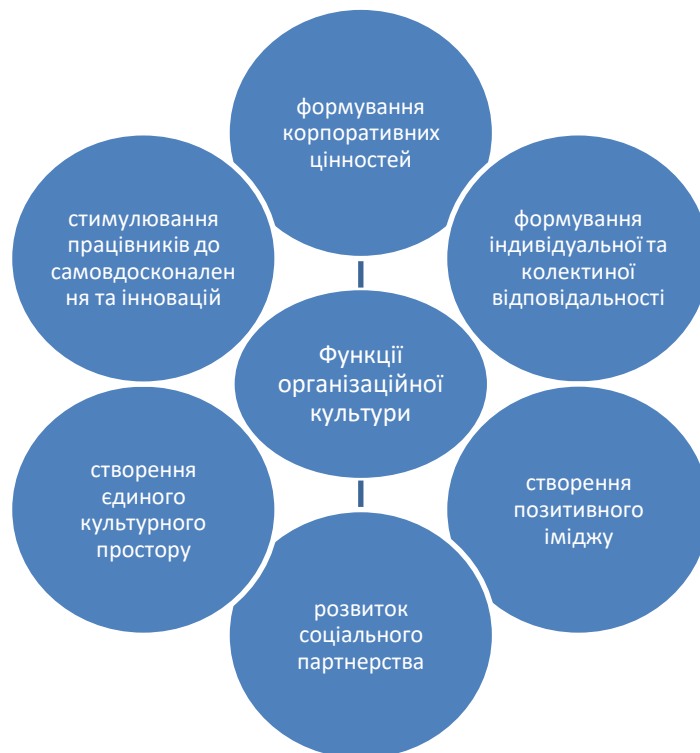 формування
корпоративних
цінностей
формування
індивідуальної та
колектиної
відповідальності
створення
позитивного
іміджу
розвиток
соціального
партнерства
створення
єдиного
культурного
простору
стимулювання
працівників до
самовдосконален
ня та інновацій
Функції
організаційної
культури